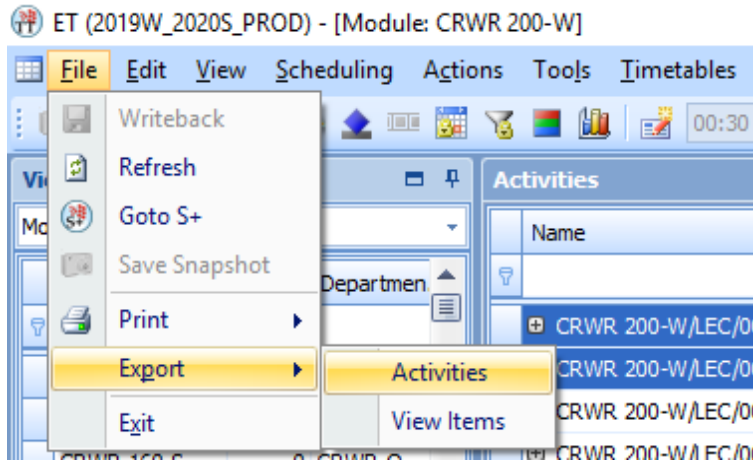 ET (2019W_2020S_PROD) - [Module: CRWR 200-W]
File Edit View Scheduling Actions Tools Timetables
Writeback
00:30
Refresh
Activities
Goto S+
Name
Save Snapshot
Departmen
Print
CRWR 200-W/LEC/0
Export
Activities
CRWR 200-W/LEC/0
Exit
View Items
CRWR 200-W/LEC/0
CRWR 200-W/LEC/0